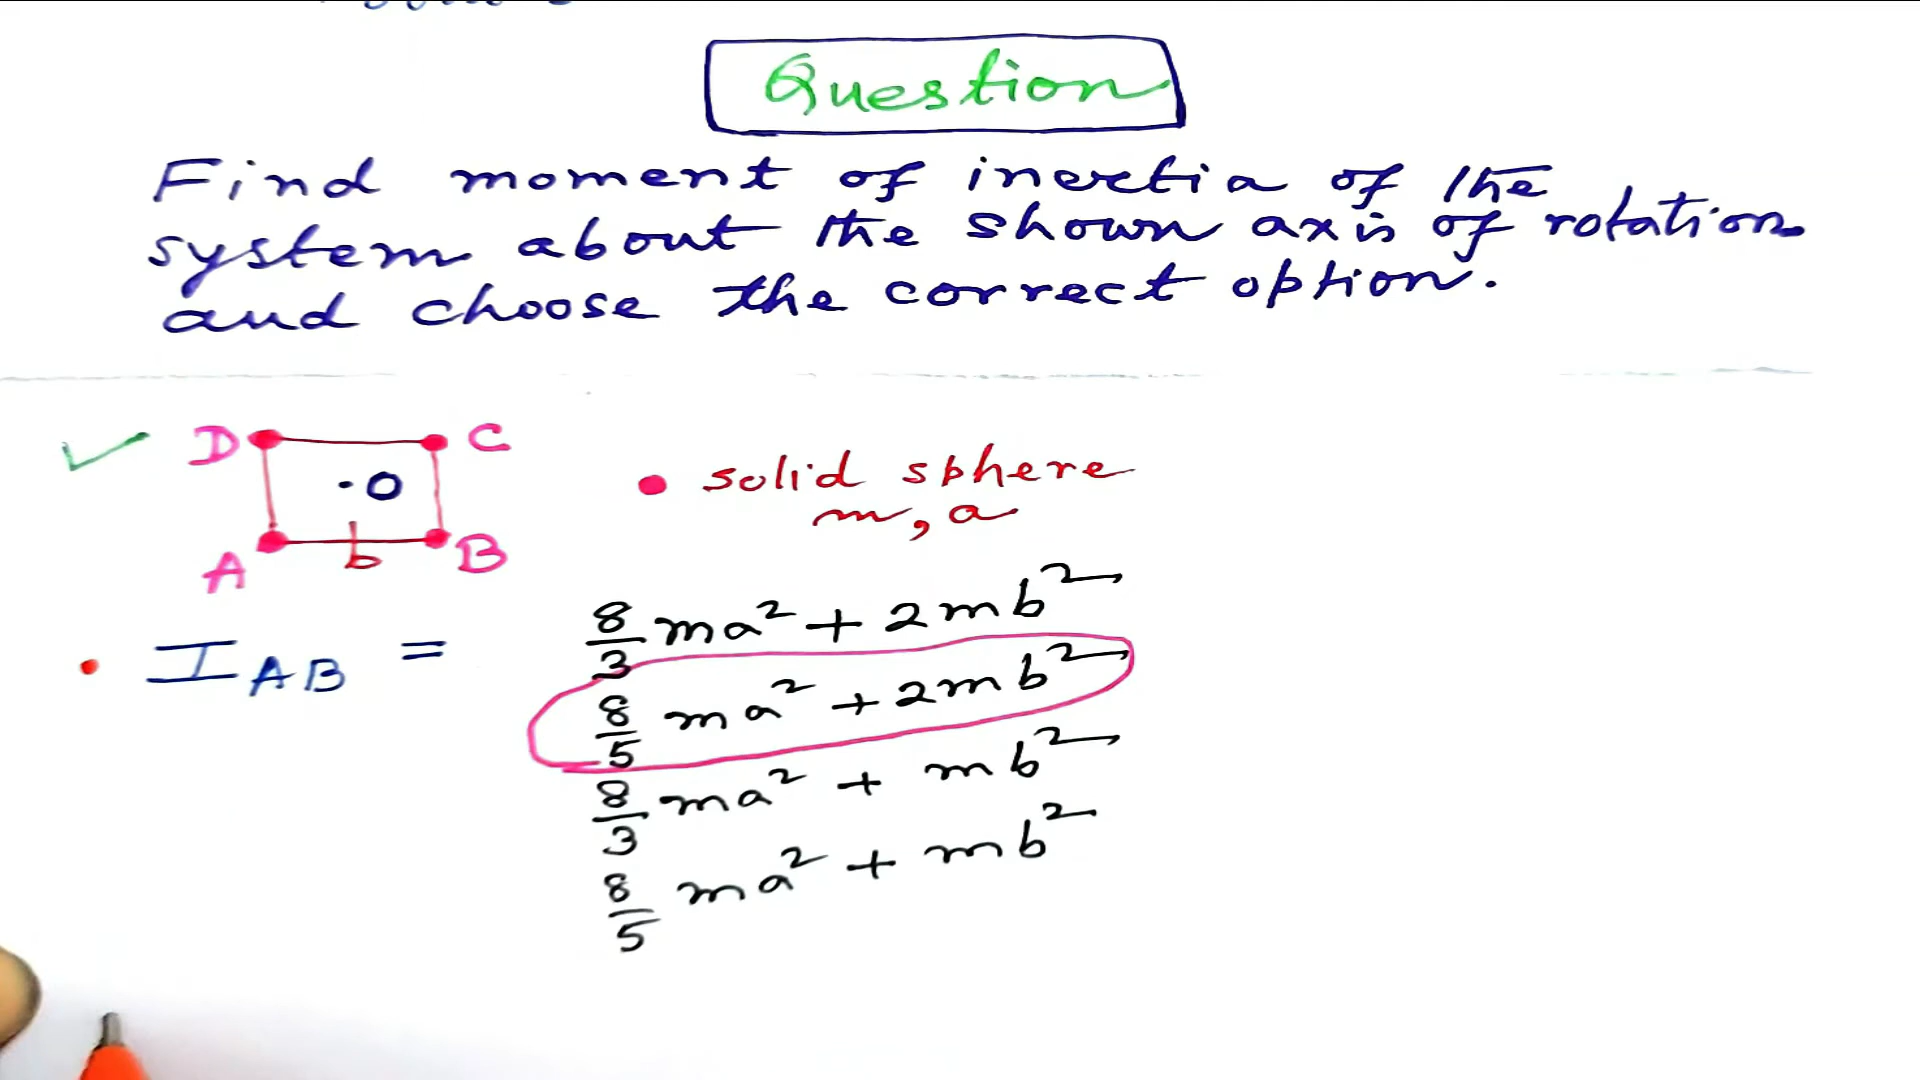 Question
Find moment of inertia of the
system about the shown axis of rotation
and choose the correct option.
D C
• solid sphere
m, a
·O
A b B
8/3 ma² + 2mb²
• I_AB =
8/5 ma² + 2mb²
8/3 ma² + mb²
8/5 ma² + mb²